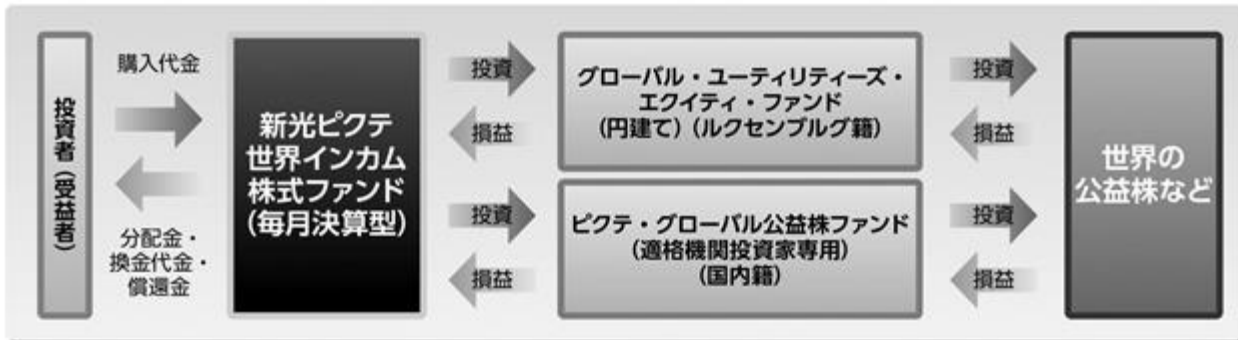 投資者(受益者)
購入代金
分配金・
換金代金・
償還金
新光ピクテ
世界インカム
株式ファンド
(毎月決算型)
投資
損益
投資
損益
グローバル・ユーティリティーズ・
エクイティ・ファンド
(円建て)(ルクセンブルグ籍)
ピクテ・グローバル公益株ファンド
(適格機関投資家専用)
(国内籍)
投資
損益
投資
損益
世界の
公益株など